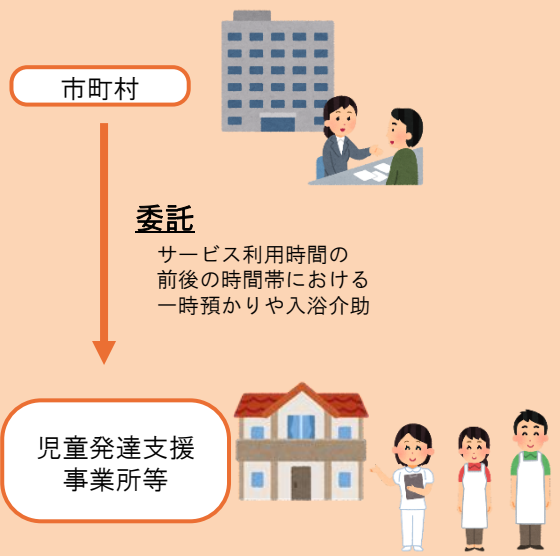 市町村
委託
サービス利用時間の
前後の時間帯における
一時預かりや入浴介助
児童発達支援
事業所等